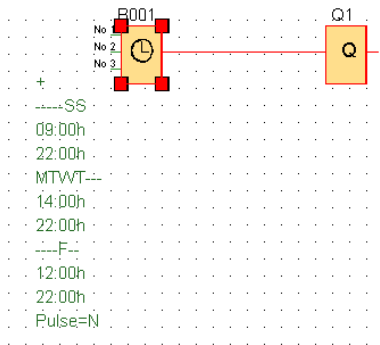 B001 Q1
No 1
No 2 Q
No 3
+
-----SS
09:00h
22:00h
MTWT---
14:00h
22:00h
----F--
12:00h
22:00h
Pulse=N